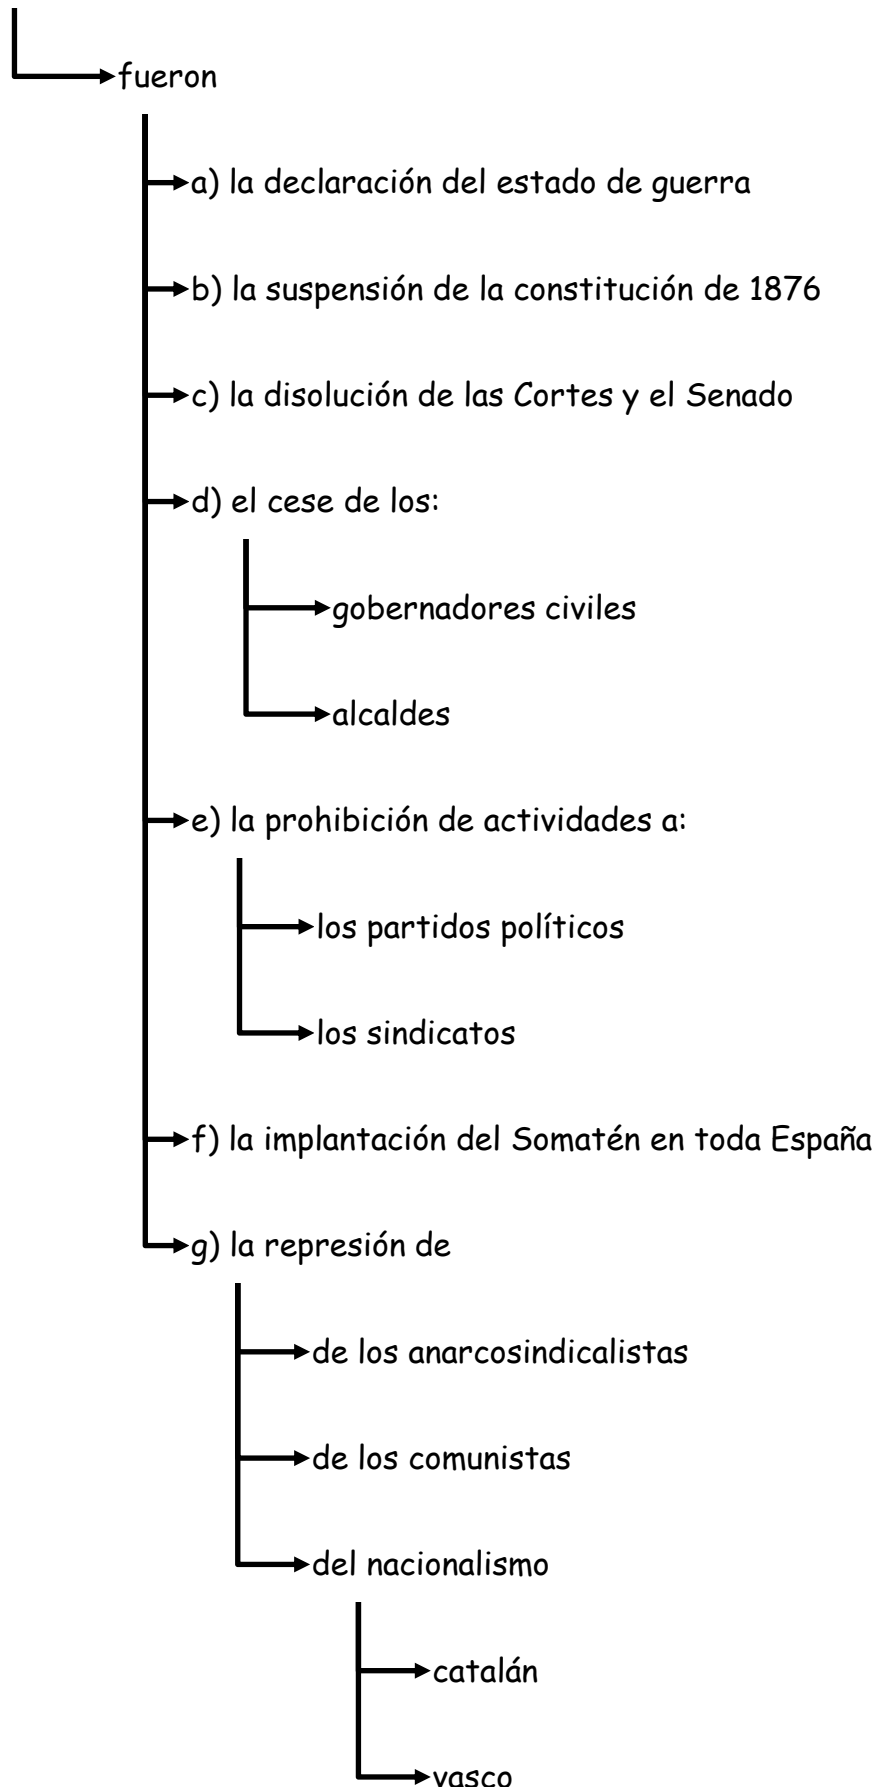 fueron
a) la declaración del estado de guerra
b) la suspensión de la constitución de 1876
c) la disolución de las Cortes y el Senado
d) el cese de los:
gobernadores civiles
alcaldes
e) la prohibición de actividades a:
los partidos políticos
los sindicatos
f) la implantación del Somatén en toda España
g) la represión de
de los anarcosindicalistas
de los comunistas
del nacionalismo
catalán
vasco